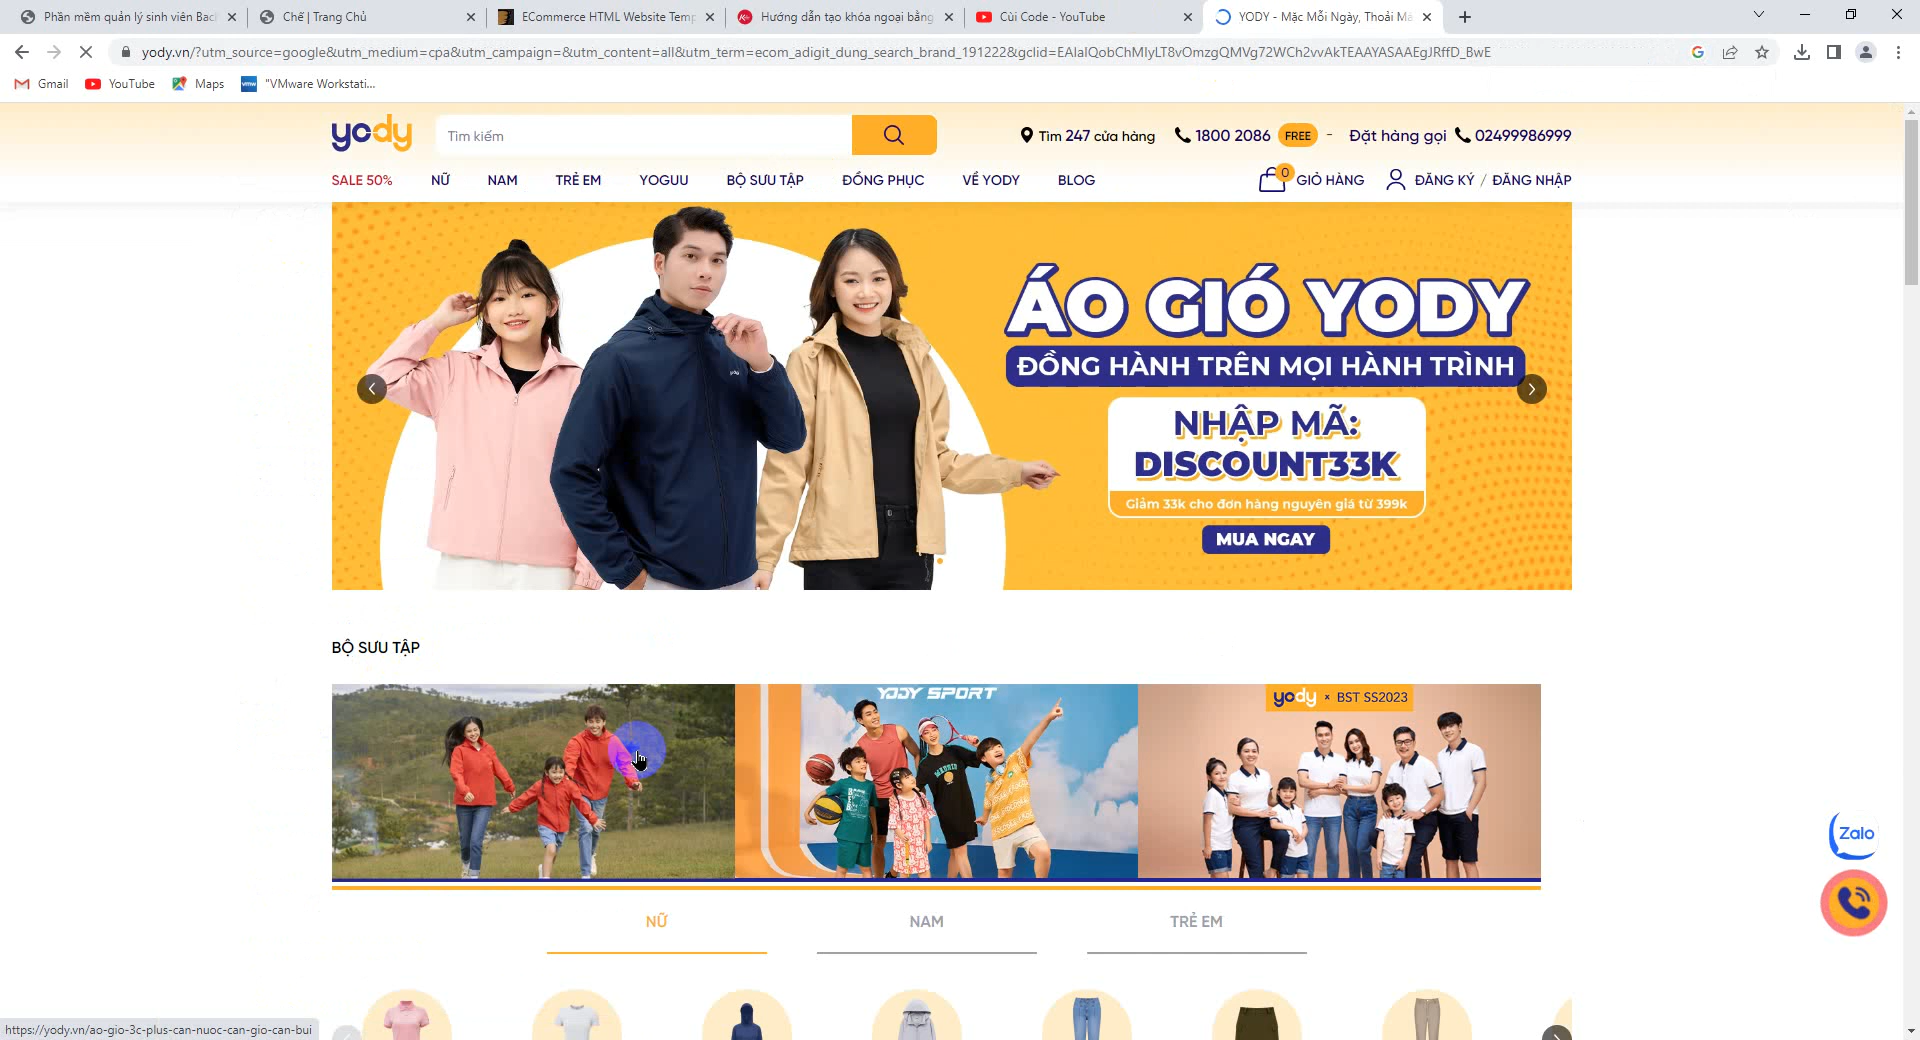 Phần mềm quản lý sinh viên Bacl
Chế | Trang Chủ
ECommerce HTML Website Temp
Hướng dẫn tạo khóa ngoại bằng
Cùi Code - YouTube
YODY - Mặc Mỗi Ngày, Thoải Má
yody.vn/?utm_source=google&utm_medium=cpa&utm_campaign=&utm_content=all&utm_term=ecom_adigit_dung_search_brand_191222&gclid=EAIaIQobChMIyLT8vOmzgQMVg72WCh2vvAkTEAAYASAAEgJRffD_BwE
Gmail
YouTube
Maps
"VMware Workstati...
yody
Tìm kiếm
Tìm 247 cửa hàng
1800 2086
FREE
-
Đặt hàng gọi
02499986999
SALE 50%
NỮ
NAM
TRẺ EM
YOGUU
BỘ SƯU TẬP
ĐỒNG PHỤC
VỀ YODY
BLOG
0
GIỎ HÀNG
ĐĂNG KÝ / ĐĂNG NHẬP
ÁO GIÓ YODY
ĐỒNG HÀNH TRÊN MỌI HÀNH TRÌNH
NHẬP MÃ:
DISCOUNT33K
Giảm 33k cho đơn hàng nguyên giá từ 399k
MUA NGAY
yody
BỘ SƯU TẬP
YODY SPORT
MADRID
yody × BST SS2023
Zalo
NỮ
NAM
TRẺ EM
https://yody.vn/ao-gio-3c-plus-can-nuoc-can-gio-can-bui